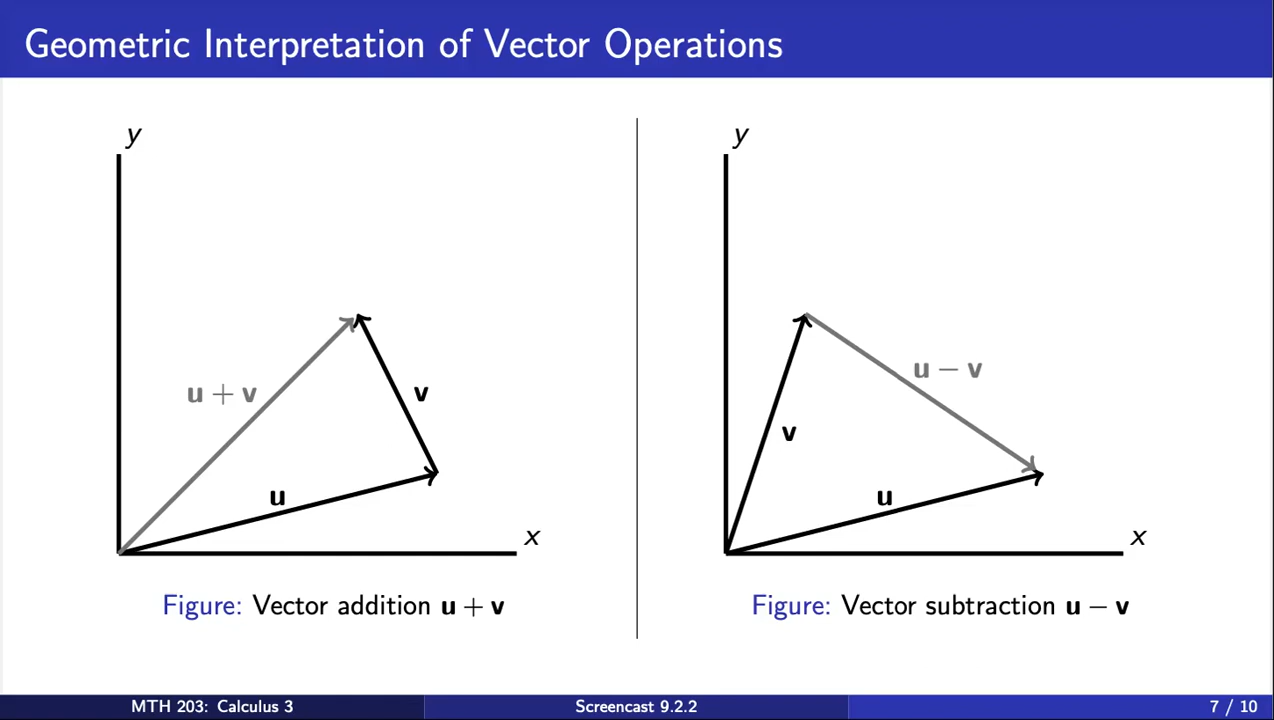 Geometric Interpretation of Vector Operations
y
u + v
v
u
x
Figure: Vector addition u + v
y
u − v
v
u
x
Figure: Vector subtraction u − v
MTH 203: Calculus 3
Screencast 9.2.2
7 / 10